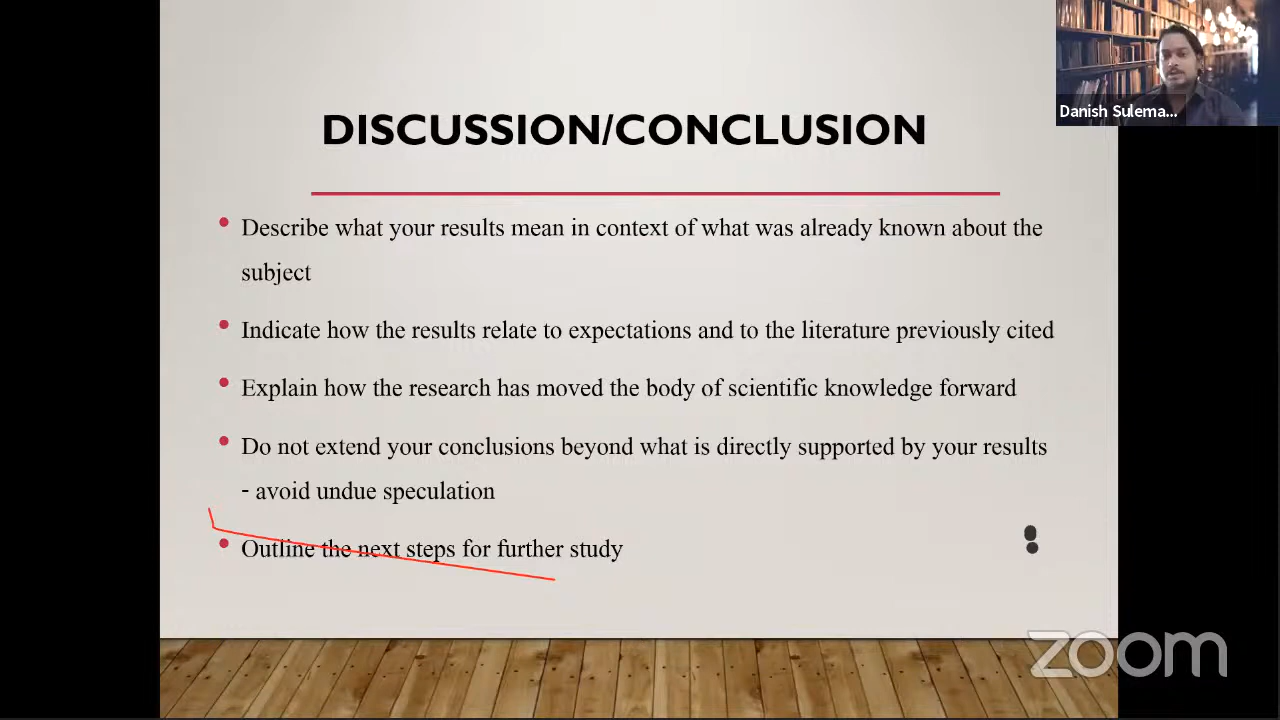 Danish Sulema...
DISCUSSION/CONCLUSION
• Describe what your results mean in context of what was already known about the
subject
• Indicate how the results relate to expectations and to the literature previously cited
• Explain how the research has moved the body of scientific knowledge forward
• Do not extend your conclusions beyond what is directly supported by your results
- avoid undue speculation
• Outline the next steps for further study
zoom